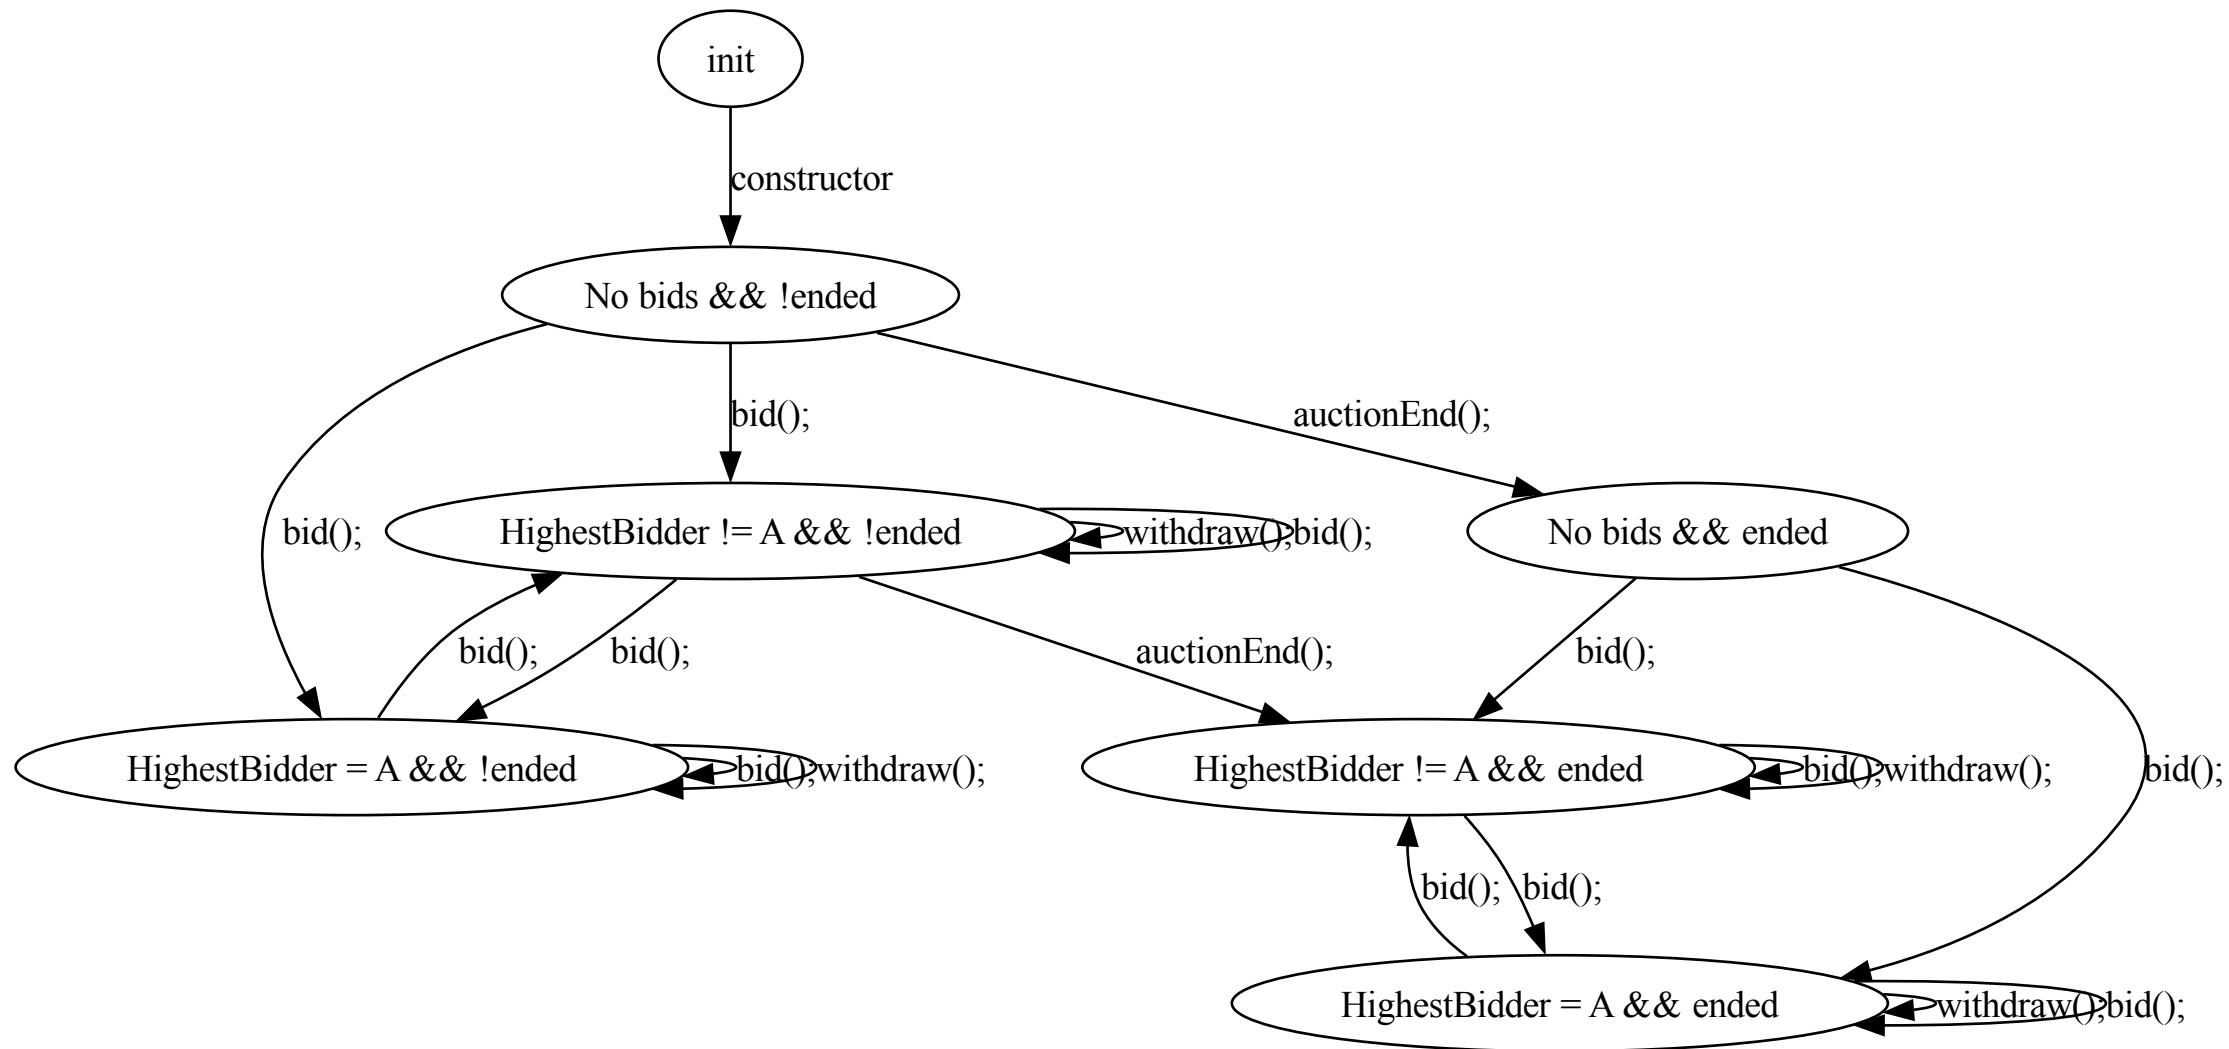 init
constructor
No bids && !ended
bid();
auctionEnd();
bid();
HighestBidder != A && !ended
withdraw();
bid();
No bids && ended
bid();
bid();
auctionEnd();
bid();
HighestBidder = A && !ended
bid();
withdraw();
HighestBidder != A && ended
bid();
withdraw();
bid();
bid();
bid();
HighestBidder = A && ended
withdraw();
bid();